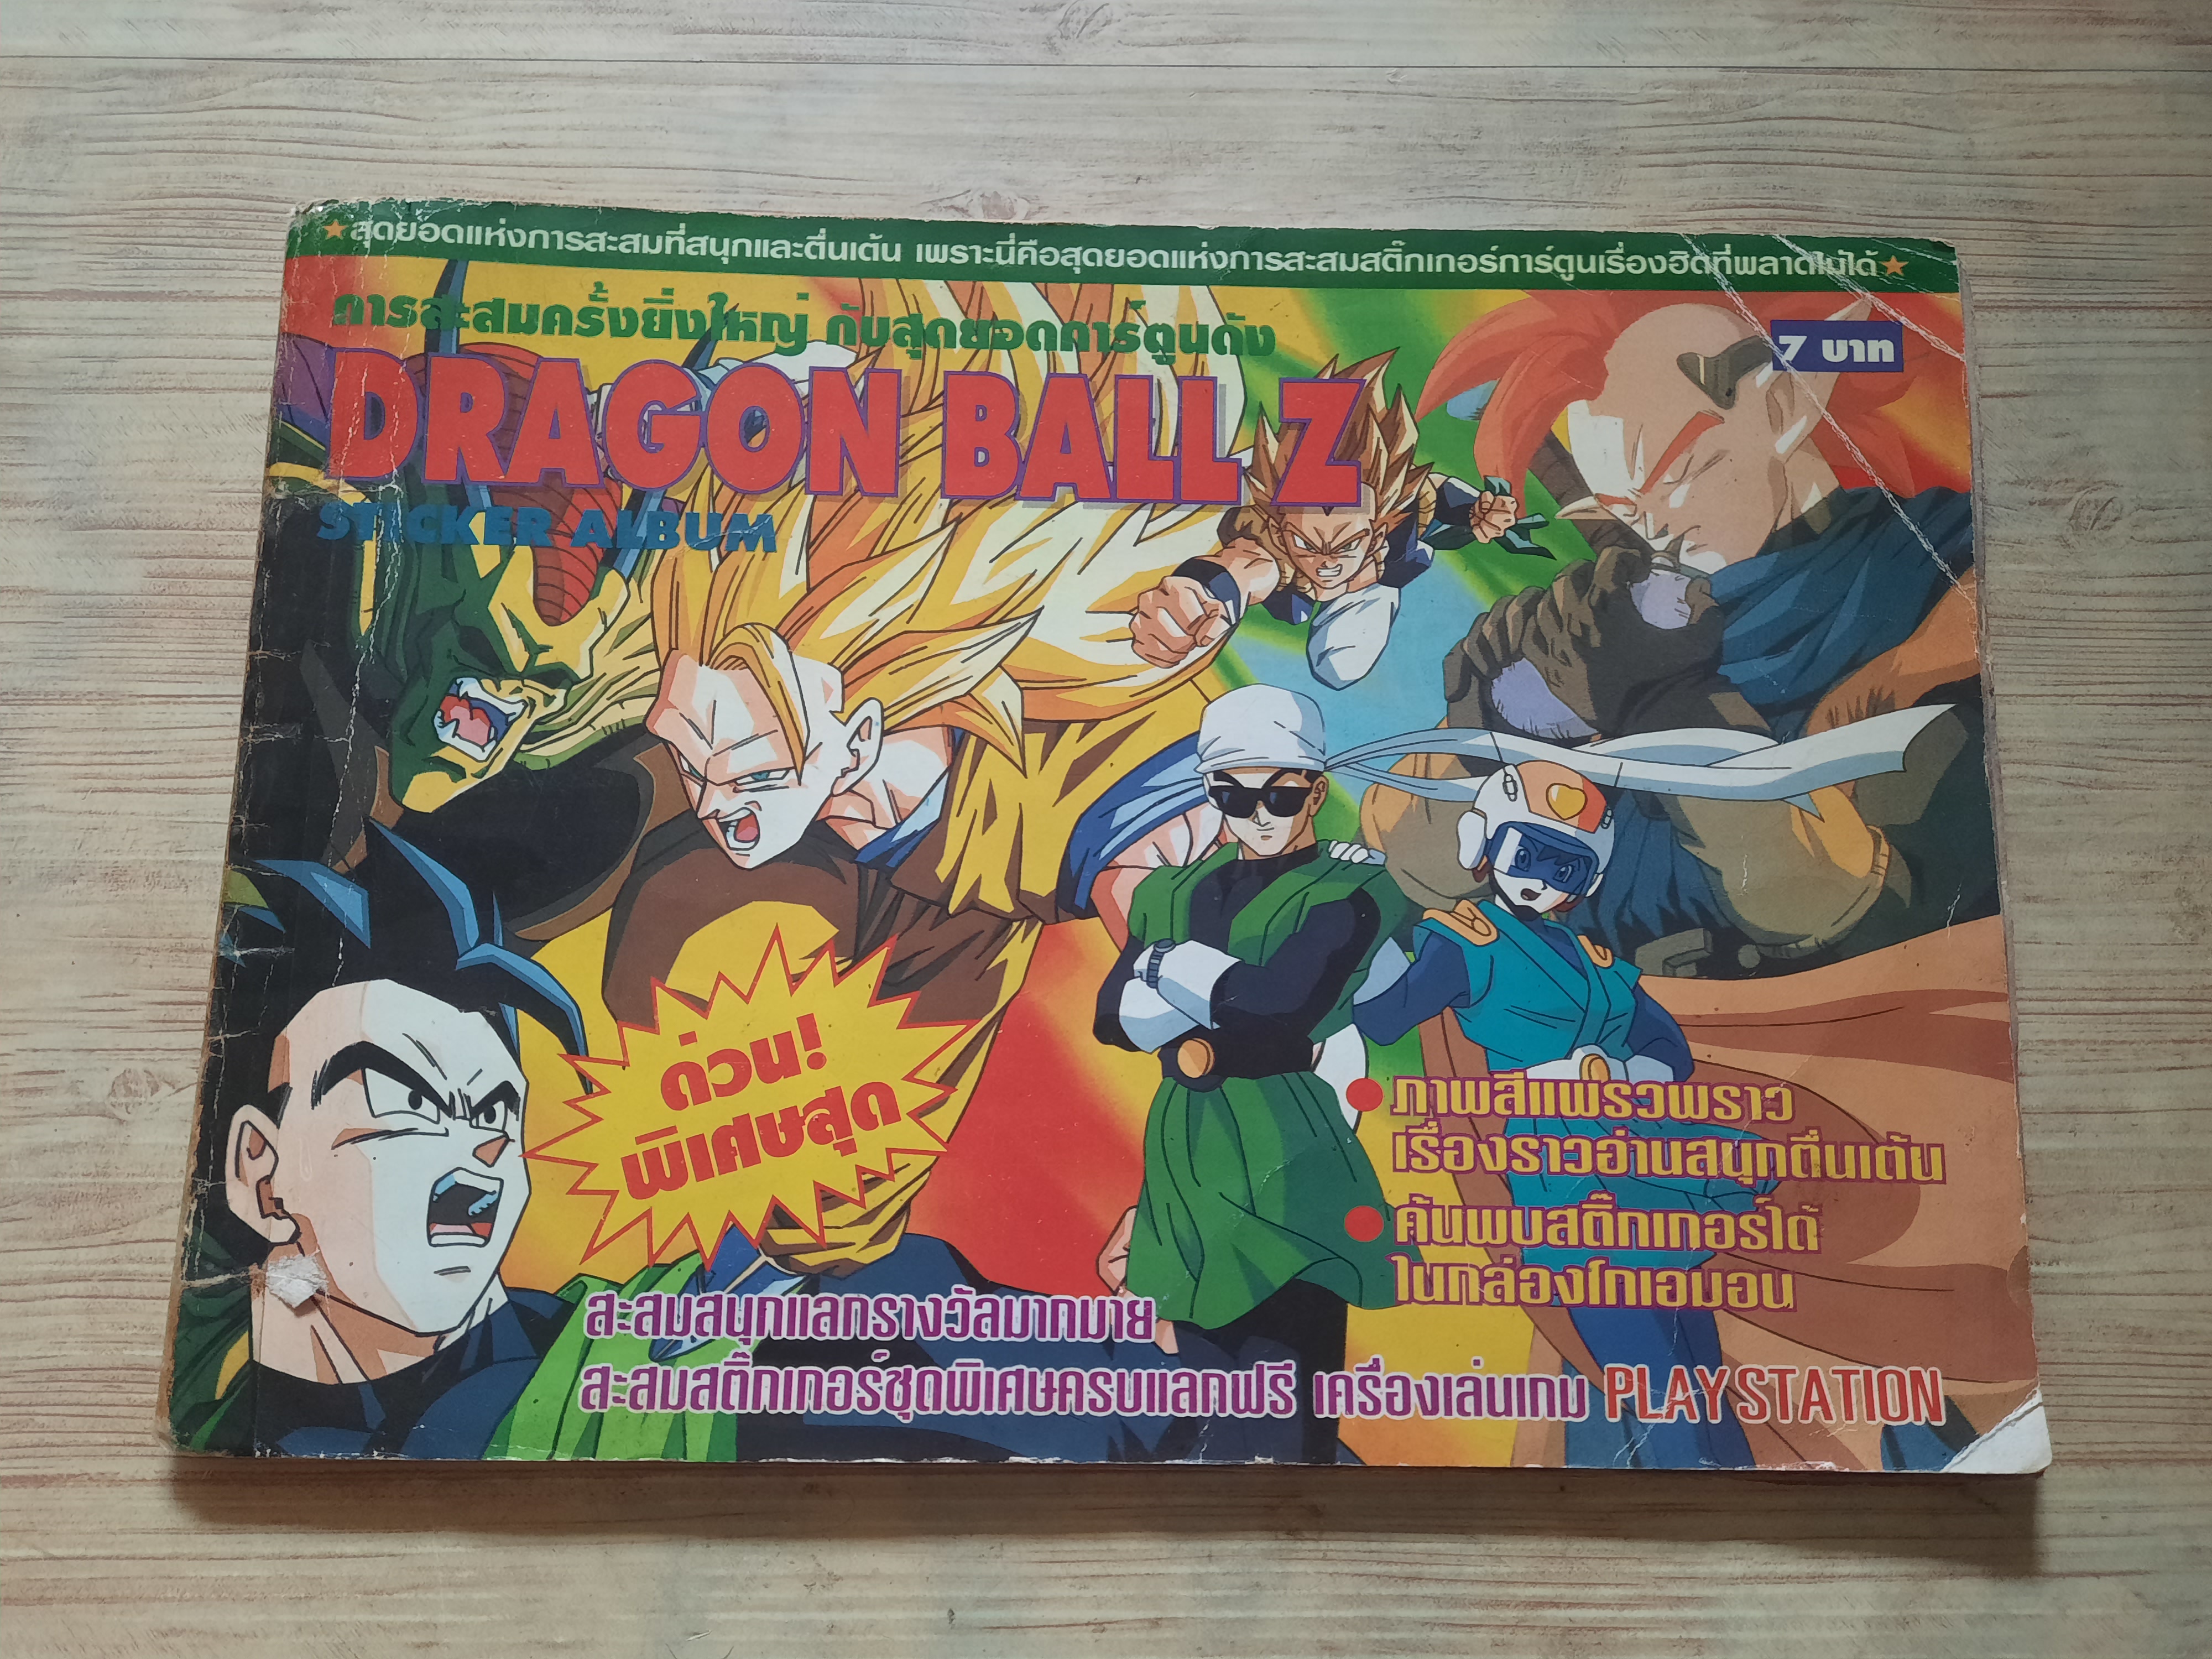 ★สุดยอดแห่งการสะสมที่สนุกและตื่นเต้น เพราะนี่คือสุดยอดแห่งการสะสมสติ๊กเกอร์การ์ตูนเรื่องฮิตที่พลาดไม่ได้★
การสะสมครั้งยิ่งใหญ่ กับสุดยอดการ์ตูนดัง
7 บาท
DRAGON BALL Z
STICKER ALBUM
ด่วน!
พิเศษสุด
● ภาพสีแพรวพราว
เรื่องราวอ่านสนุกตื่นเต้น
● ค้นพบสติ๊กเกอร์ได้
ในกล่องโกเอมอน
สะสมสนุกแลกรางวัลมากมาย
สะสมสติ๊กเกอร์ชุดพิเศษครบแลกฟรี เครื่องเล่นเกม PLAY STATION